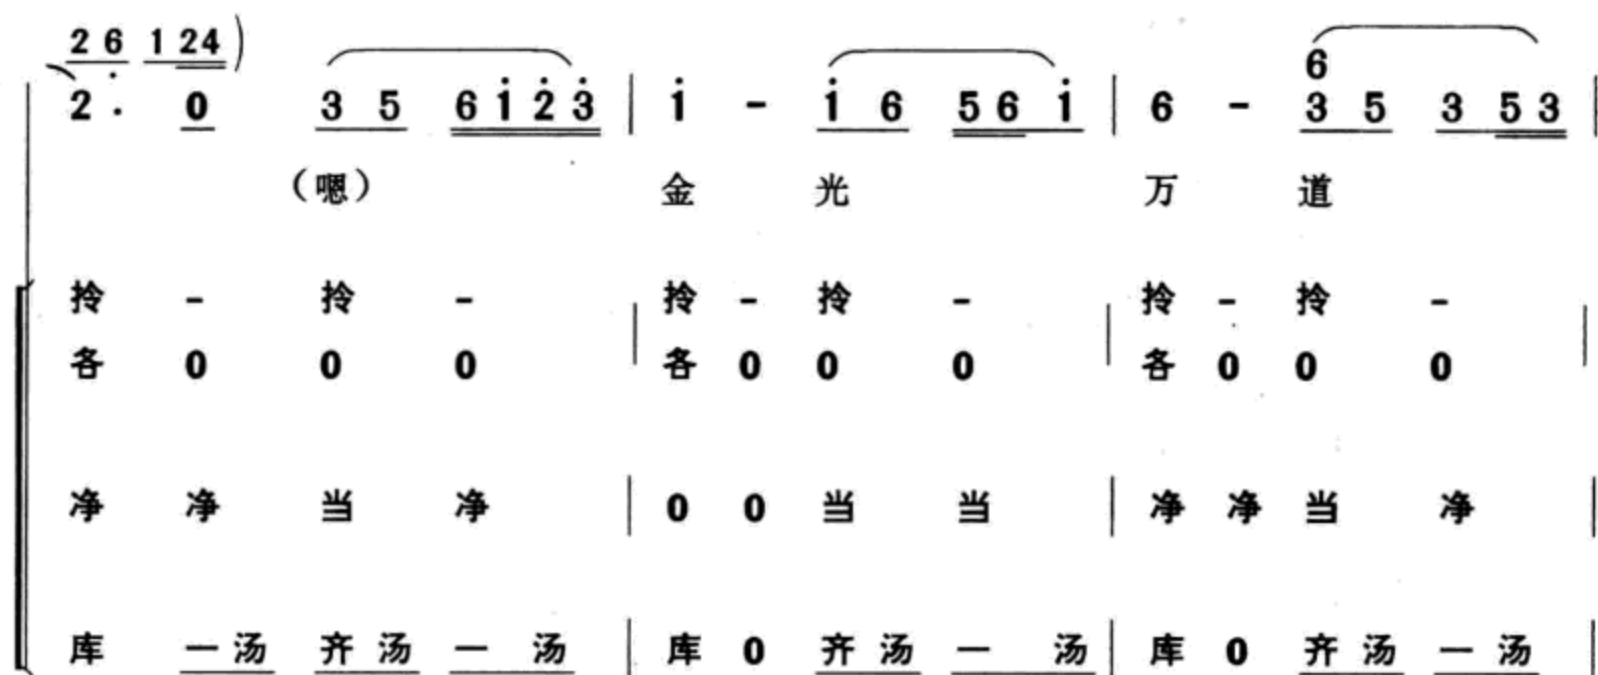 2 6 1 24)
2· 0 3 5 6 1̇ 2̇ 3̇ | 1̇ - 1̇ 6 5 6 1̇ | 6 - 3 5 3 5 3 |
6
(嗯) 金 光 万 道
拎 - 拎 - | 拎 - 拎 - | 拎 - 拎 - |
各 0 0 0 | 各 0 0 0 | 各 0 0 0 |
净 净 当 净 | 0 0 当 当 | 净 净 当 净 |
库 一 汤 齐 汤 一 汤 | 库 0 齐 汤 一 汤 | 库 0 齐 汤 一 汤 |